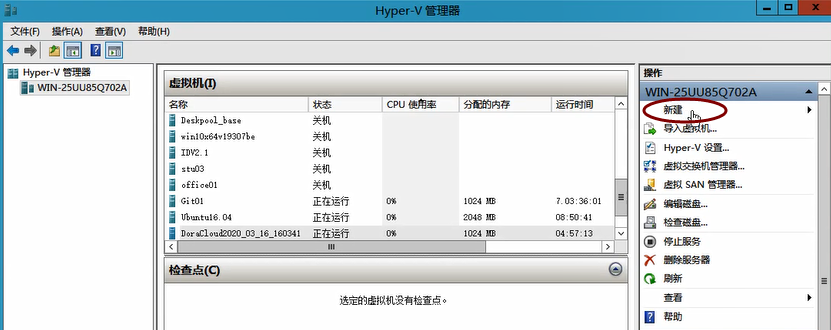 Hyper-V 管理器
文件(F) 操作(A) 查看(V) 帮助(H)
Hyper-V 管理器
WIN-25UU85Q702A
虚拟机(I)
名称 状态 CPU 使用率 分配的内存 运行时间
Deskpool_base 关机
win10x64v19307be 关机
IDV2.1 关机
stu03 关机
office01 关机
Git01 正在运行 0% 1024 MB 7.03:36:01
Ubuntu16.04 正在运行 0% 2048 MB 08:50:41
DoraCloud2020_03_16_160341 正在运行 0% 1024 MB 04:57:13
检查点(C)
选定的虚拟机没有检查点。
操作
WIN-25UU85Q702A
新建
导入虚拟机...
Hyper-V 设置...
虚拟交换机管理器...
虚拟 SAN 管理器...
编辑磁盘...
检查磁盘...
停止服务
删除服务器
刷新
查看
帮助